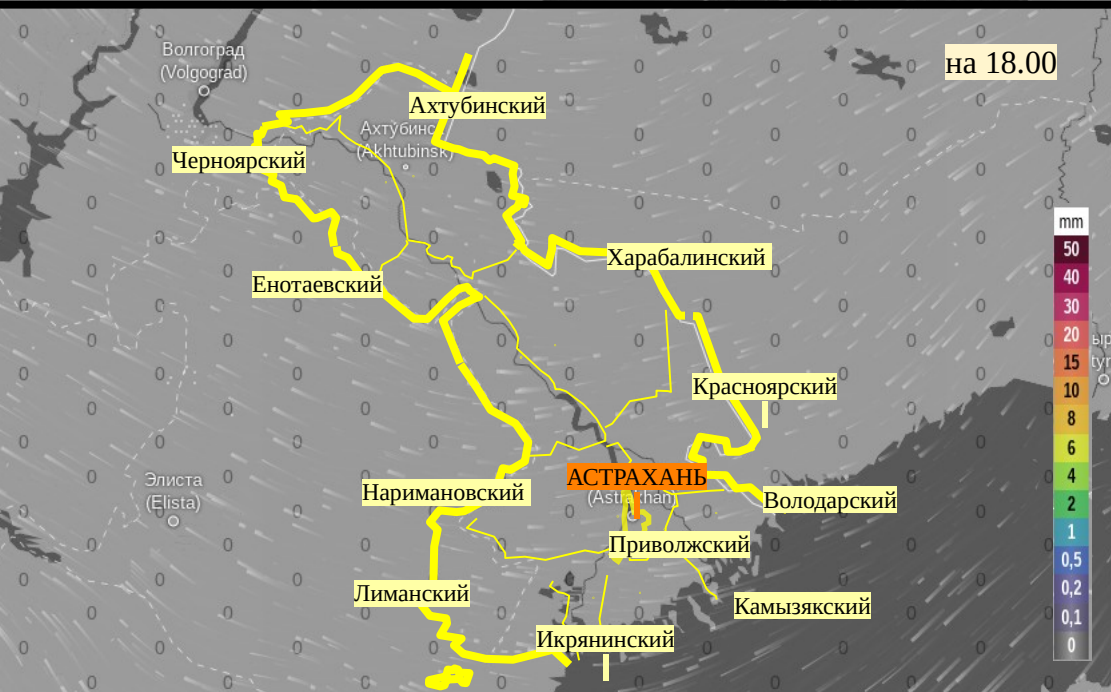 Волгоград
(Volgograd)
на 18.00
Ахтубинский
(Akhtubinsk)
Черноярский
Харабалинский
Енотаевский
mm
50
40
30
20
15
10
8
6
4
2
1
0,5
0,2
0,1
0
Красноярский
Элиста
(Elista)
АСТРАХАНЬ
(Astrakhan)
Наримановский
Володарский
Приволжский
Лиманский
Камызякский
Икрянинский